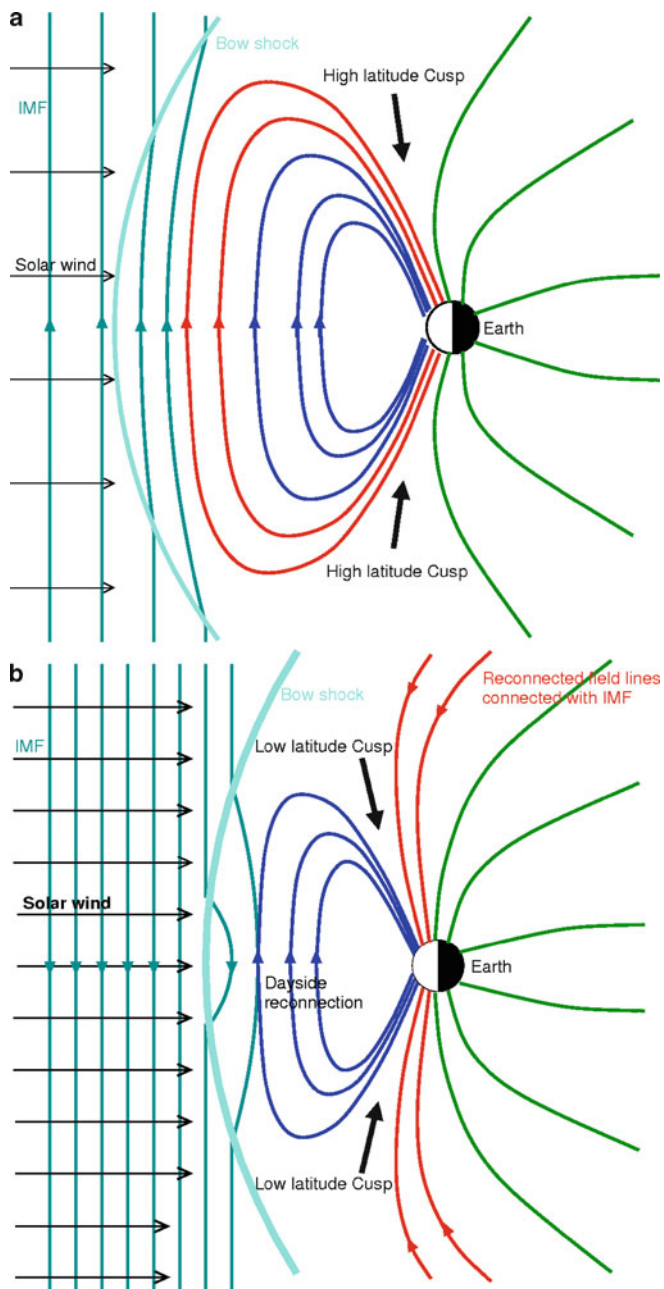 a
Bow shock
High latitude Cusp
IMF
Solar wind
Earth
High latitude Cusp
b
Reconnected field lines
connected with IMF
Bow shock
IMF
Low latitude Cusp
Solar wind
Earth
Dayside
reconnection
Low latitude Cusp